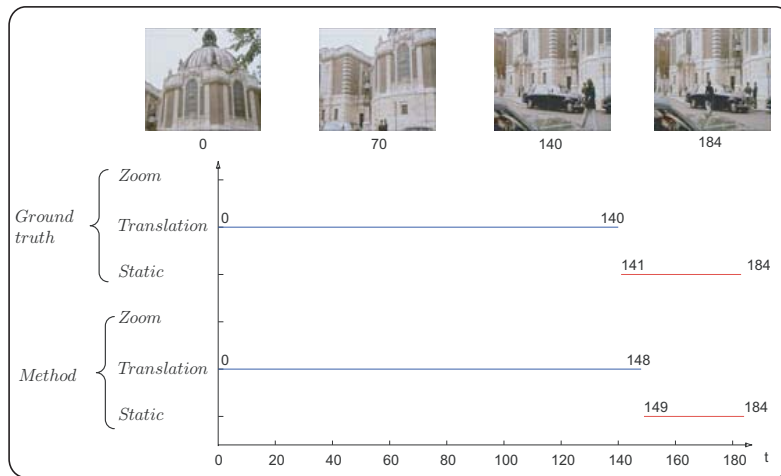 0 70 140 184
Zoom
Ground truth
Translation 0 140
Static 141 184
Zoom
Method
Translation 0 148
Static 149 184
0 20 40 60 80 100 120 140 160 180 t